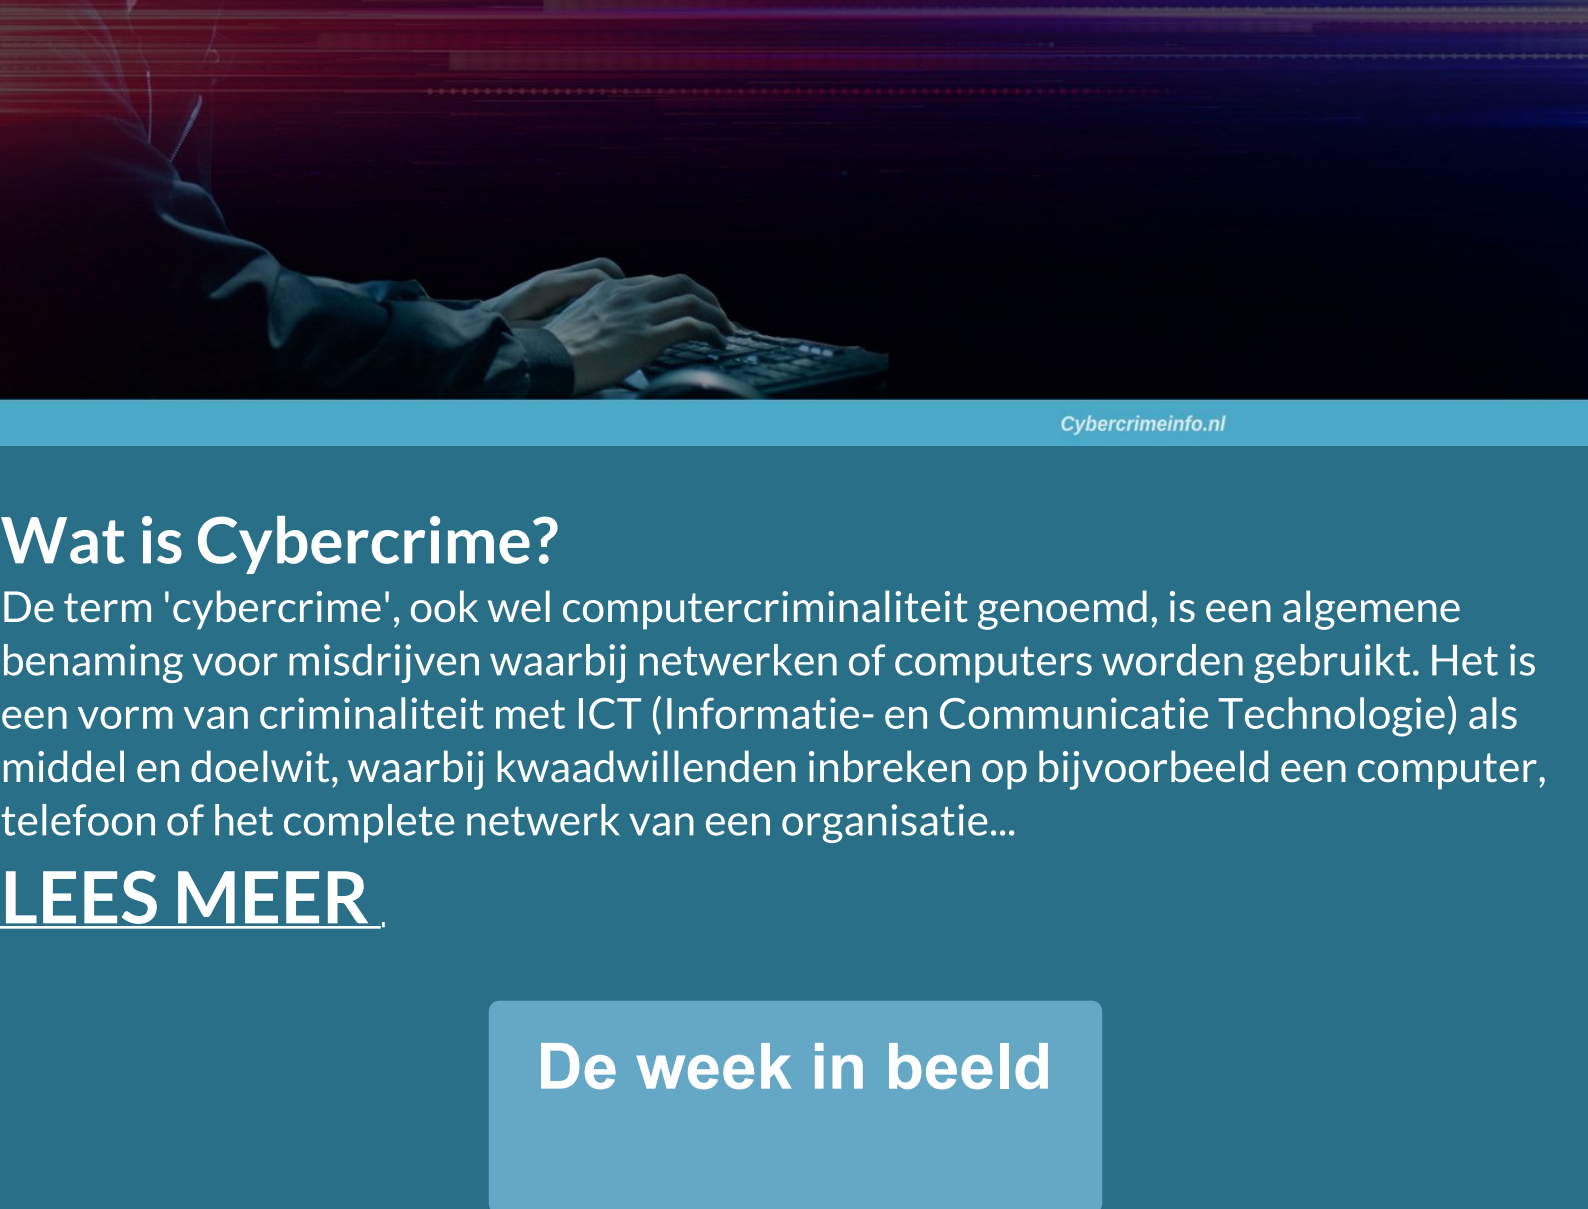 Cybercrimeinfo.nl
Wat is Cybercrime?
De term 'cybercrime', ook wel computercriminaliteit genoemd, is een algemene
benaming voor misdrijven waarbij netwerken of computers worden gebruikt. Het is
een vorm van criminaliteit met ICT (Informatie- en Communicatie Technologie) als
middel en doelwit, waarbij kwaadwillenden inbreken op bijvoorbeeld een computer,
telefoon of het complete netwerk van een organisatie...
LEES MEER .
De week in beeld